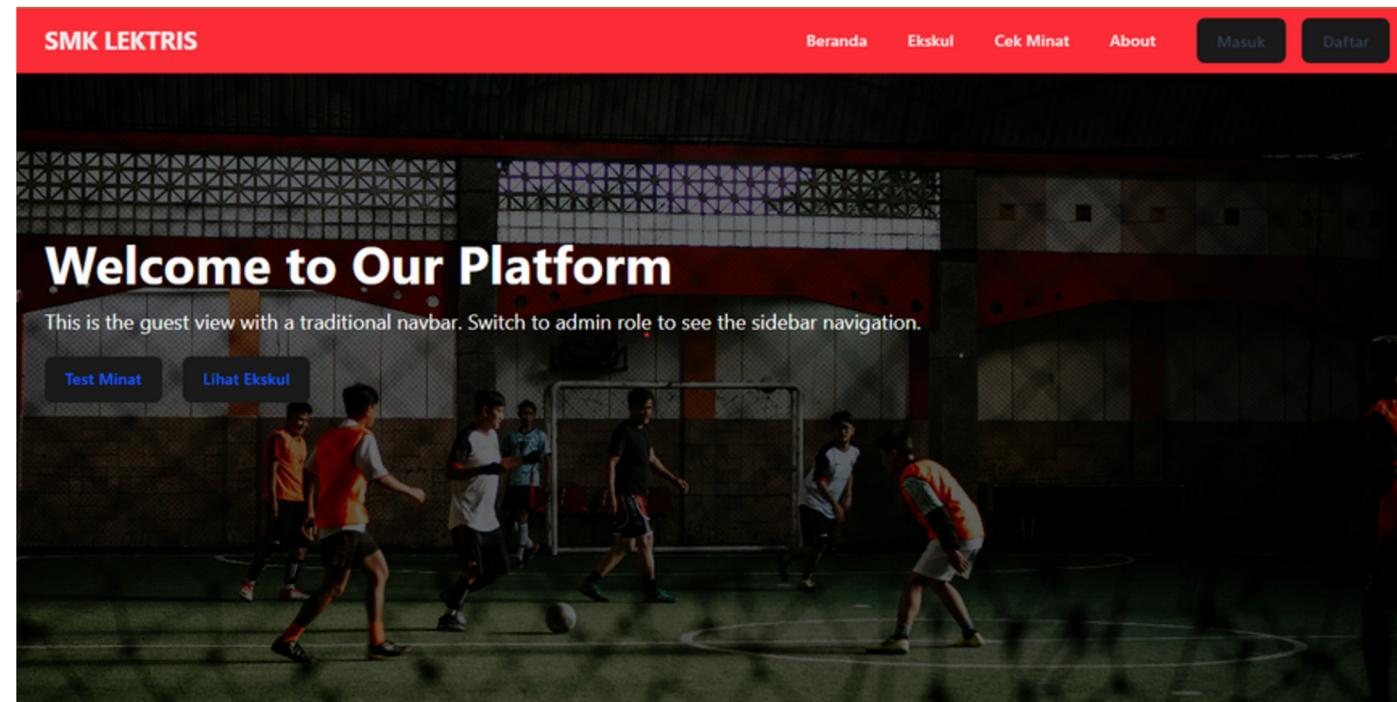 SMK LEKTRIS Beranda Ekskul Cek Minat About Masuk Daftar
Welcome to Our Platform
This is the guest view with a traditional navbar. Switch to admin role to see the sidebar navigation.
Test Minat Lihat Ekskul